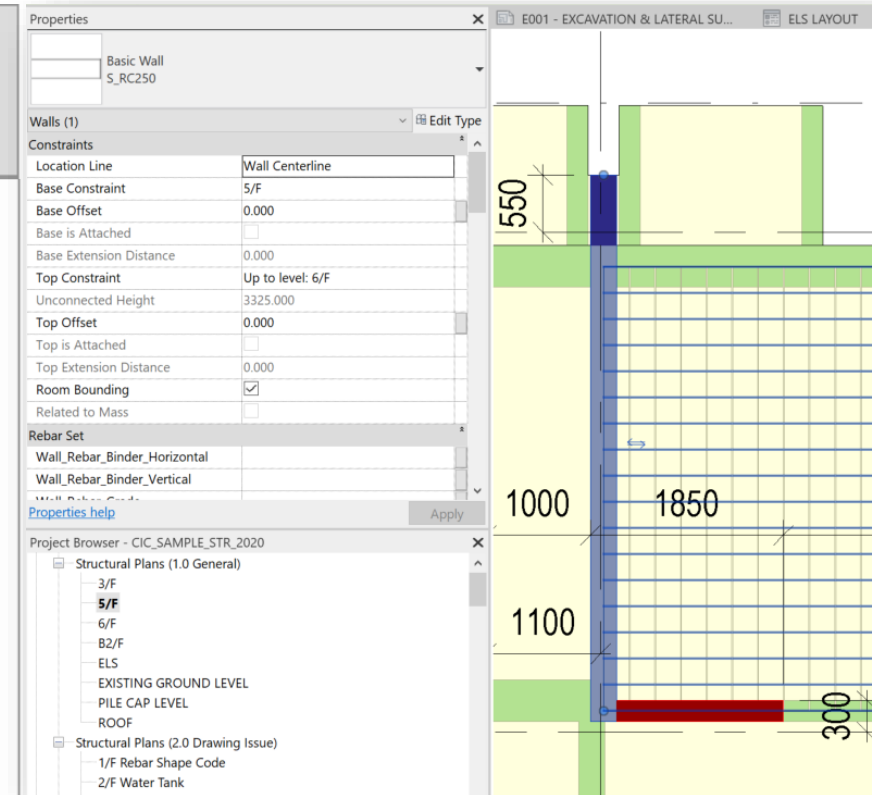 Properties
Basic Wall
S_RC250
Walls (1)
Edit Type
Constraints
Location Line Wall Centerline
Base Constraint 5/F
Base Offset 0.000
Base is Attached
Base Extension Distance 0.000
Top Constraint Up to level: 6/F
Unconnected Height 3325.000
Top Offset 0.000
Top is Attached
Top Extension Distance 0.000
Room Bounding
Related to Mass
Rebar Set
Wall_Rebar_Binder_Horizontal
Wall_Rebar_Binder_Vertical
Properties help
Apply
Project Browser - CIC_SAMPLE_STR_2020
Structural Plans (1.0 General)
3/F
5/F
6/F
B2/F
ELS
EXISTING GROUND LEVEL
PILE CAP LEVEL
ROOF
Structural Plans (2.0 Drawing Issue)
1/F Rebar Shape Code
2/F Water Tank
E001 - EXCAVATION & LATERAL SU...
ELS LAYOUT
550
1000
1850
1100
300